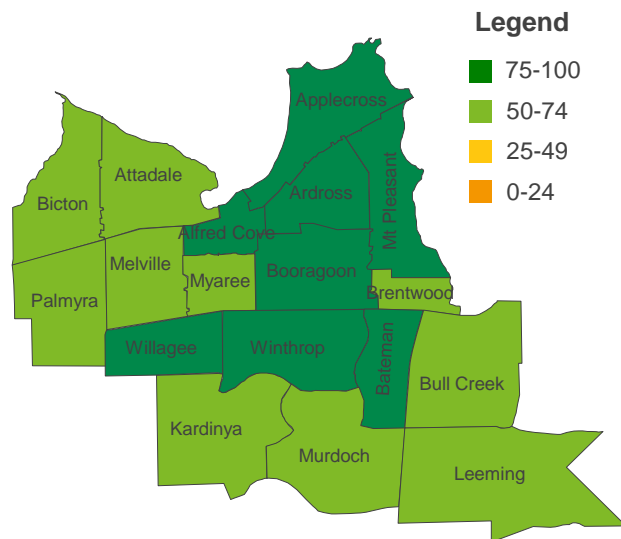 Legend
75-100
50-74
25-49
0-24
Applecross
Attadale
Ardross
Bicton
Mt Pleasant
Alfred Cove
Melville
Booragoon
Myaree
Brentwood
Palmyra
Willagee
Winthrop
Bateman
Bull Creek
Kardinya
Murdoch
Leeming